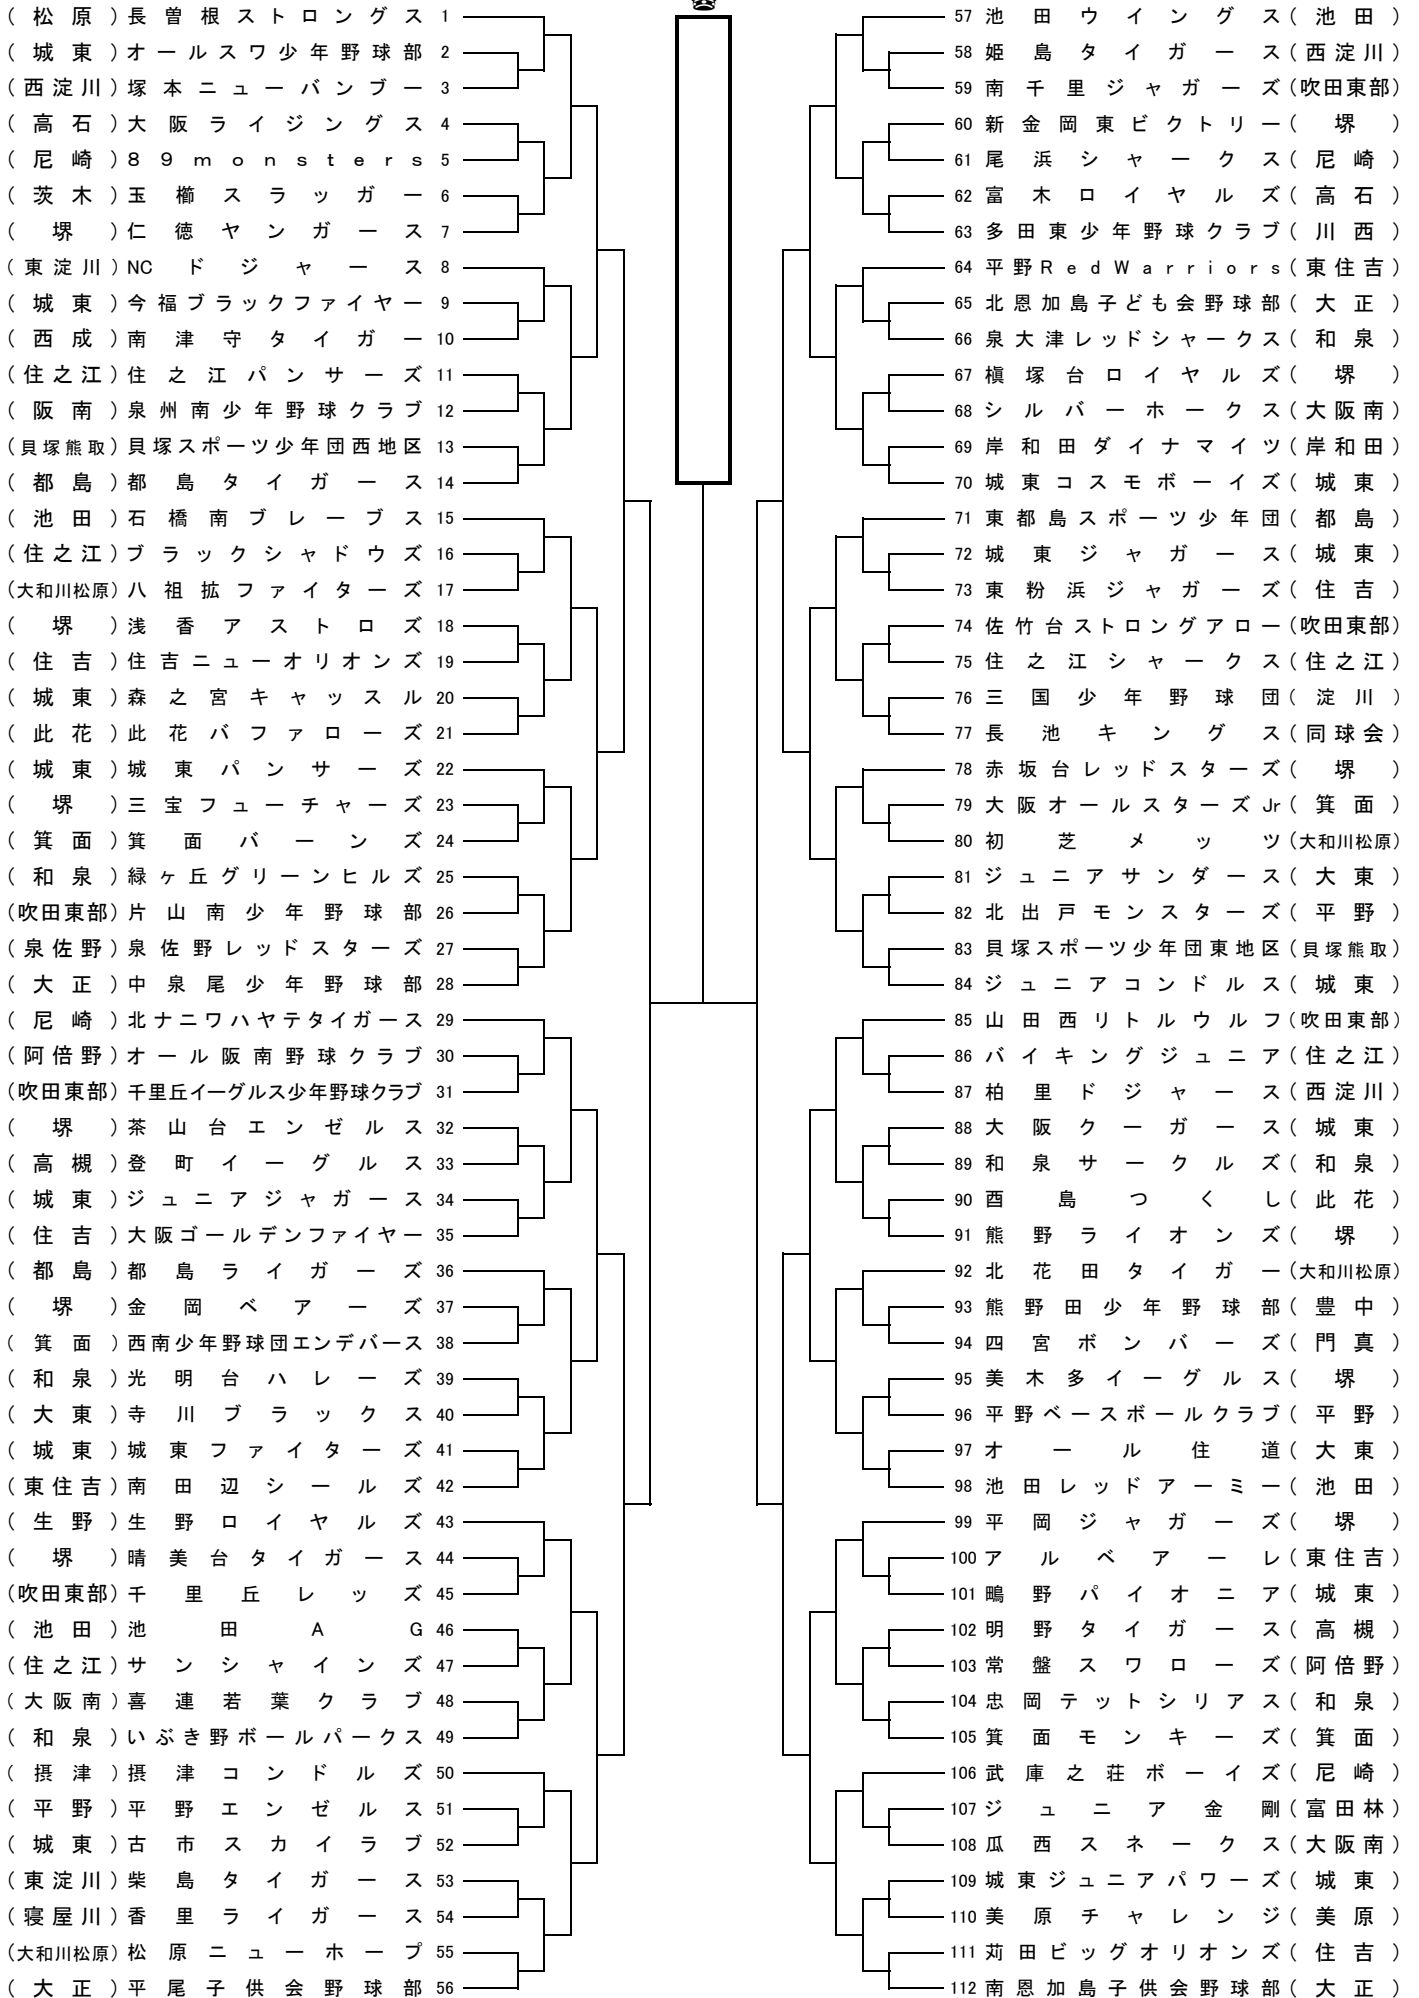 (松原)長曽根ストロングス 1
(城東)オールスワ少年野球部 2
(西淀川)塚本ニューバンブー 3
(高石)大阪ライジングス 4
(尼崎)89monsters 5
(茨木)玉櫛スラッガー 6
(堺)仁徳ヤンガース 7
(東淀川)NCドジャース 8
(城東)今福ブラックファイヤー 9
(西成)南津守タイガー 10
(住之江)住之江パンサーズ 11
(阪南)泉州南少年野球クラブ 12
(貝塚熊取)貝塚スポーツ少年団西地区 13
(都島)都島タイガース 14
(池田)石橋南ブレーブス 15
(住之江)ブラックシャドウズ 16
(大和川松原)八祖拡ファイターズ 17
(堺)浅香アストロズ 18
(住吉)住吉ニューオリオンズ 19
(城東)森之宮キャッスル 20
(此花)此花バファローズ 21
(城東)城東パンサーズ 22
(堺)三宝フューチャーズ 23
(箕面)箕面バーンズ 24
(和泉)緑ヶ丘グリーンヒルズ 25
(吹田東部)片山南少年野球部 26
(泉佐野)泉佐野レッドスターズ 27
(大正)中泉尾少年野球部 28
(尼崎)北ナニワハヤテタイガース 29
(阿倍野)オール阪南野球クラブ 30
(吹田東部)千里丘イーグルス少年野球クラブ 31
(堺)茶山台エンゼルス 32
(高槻)登町イーグルス 33
(城東)ジュニアジャガース 34
(住吉)大阪ゴールデンファイヤー 35
(都島)都島ライガーズ 36
(堺)金岡ベアーズ 37
(箕面)西南少年野球団エンデバース 38
(和泉)光明台ハレーズ 39
(大東)寺川ブラックス 40
(城東)城東ファイターズ 41
(東住吉)南田辺シールズ 42
(生野)生野ロイヤルズ 43
(堺)晴美台タイガース 44
(吹田東部)千里丘レッズ 45
(池田)池田AG 46
(住之江)サンシャインズ 47
(大阪南)喜連若葉クラブ 48
(和泉)いぶき野ボールパークス 49
(摂津)摂津コンドルズ 50
(平野)平野エンゼルス 51
(城東)古市スカイラブ 52
(東淀川)柴島タイガース 53
(寝屋川)香里ライガース 54
(大和川松原)松原ニューホープ 55
(大正)平尾子供会野球部 56
57 池田ウイングス(池田)
58 姫島タイガース(西淀川)
59 南千里ジャガーズ(吹田東部)
60 新金岡東ビクトリー(堺)
61 尾浜シャークス(尼崎)
62 富木ロイヤルズ(高石)
63 多田東少年野球クラブ(川西)
64 平野RedWarriors(東住吉)
65 北恩加島子ども会野球部(大正)
66 泉大津レッドシャークス(和泉)
67 槇塚台ロイヤルズ(堺)
68 シルバーホークス(大阪南)
69 岸和田ダイナマイツ(岸和田)
70 城東コスモボーイズ(城東)
71 東都島スポーツ少年団(都島)
72 城東ジャガース(城東)
73 東粉浜ジャガーズ(住吉)
74 佐竹台ストロングアロー(吹田東部)
75 住之江シャークス(住之江)
76 三国少年野球団(淀川)
77 長池キングス(同球会)
78 赤坂台レッドスターズ(堺)
79 大阪オールスターズJr(箕面)
80 初芝メッツ(大和川松原)
81 ジュニアサンダース(大東)
82 北出戸モンスターズ(平野)
83 貝塚スポーツ少年団東地区(貝塚熊取)
84 ジュニアコンドルス(城東)
85 山田西リトルウルフ(吹田東部)
86 バイキングジュニア(住之江)
87 柏里ドジャース(西淀川)
88 大阪クーガース(城東)
89 和泉サークルズ(和泉)
90 酉島つくし(此花)
91 熊野ライオンズ(堺)
92 北花田タイガー(大和川松原)
93 熊野田少年野球部(豊中)
94 四宮ボンバーズ(門真)
95 美木多イーグルス(堺)
96 平野ベースボールクラブ(平野)
97 オール住道(大東)
98 池田レッドアーミー(池田)
99 平岡ジャガーズ(堺)
100 アルベアーレ(東住吉)
101 鴫野パイオニア(城東)
102 明野タイガース(高槻)
103 常盤スワローズ(阿倍野)
104 忠岡テットシリアス(和泉)
105 箕面モンキーズ(箕面)
106 武庫之荘ボーイズ(尼崎)
107 ジュニア金剛(富田林)
108 瓜西スネークス(大阪南)
109 城東ジュニアパワーズ(城東)
110 美原チャレンジ(美原)
111 苅田ビッグオリオンズ(住吉)
112 南恩加島子供会野球部(大正)